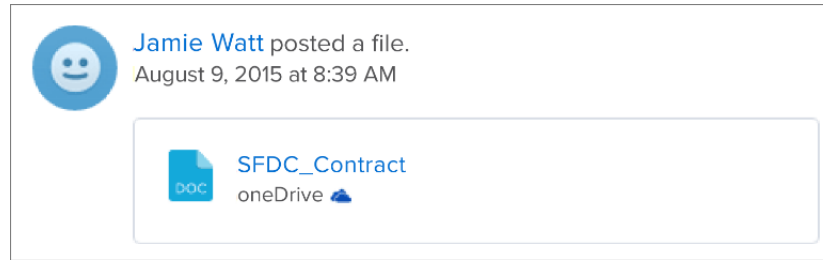 Jamie Watt posted a file.
August 9, 2015 at 8:39 AM
DOC
SFDC_Contract
oneDrive